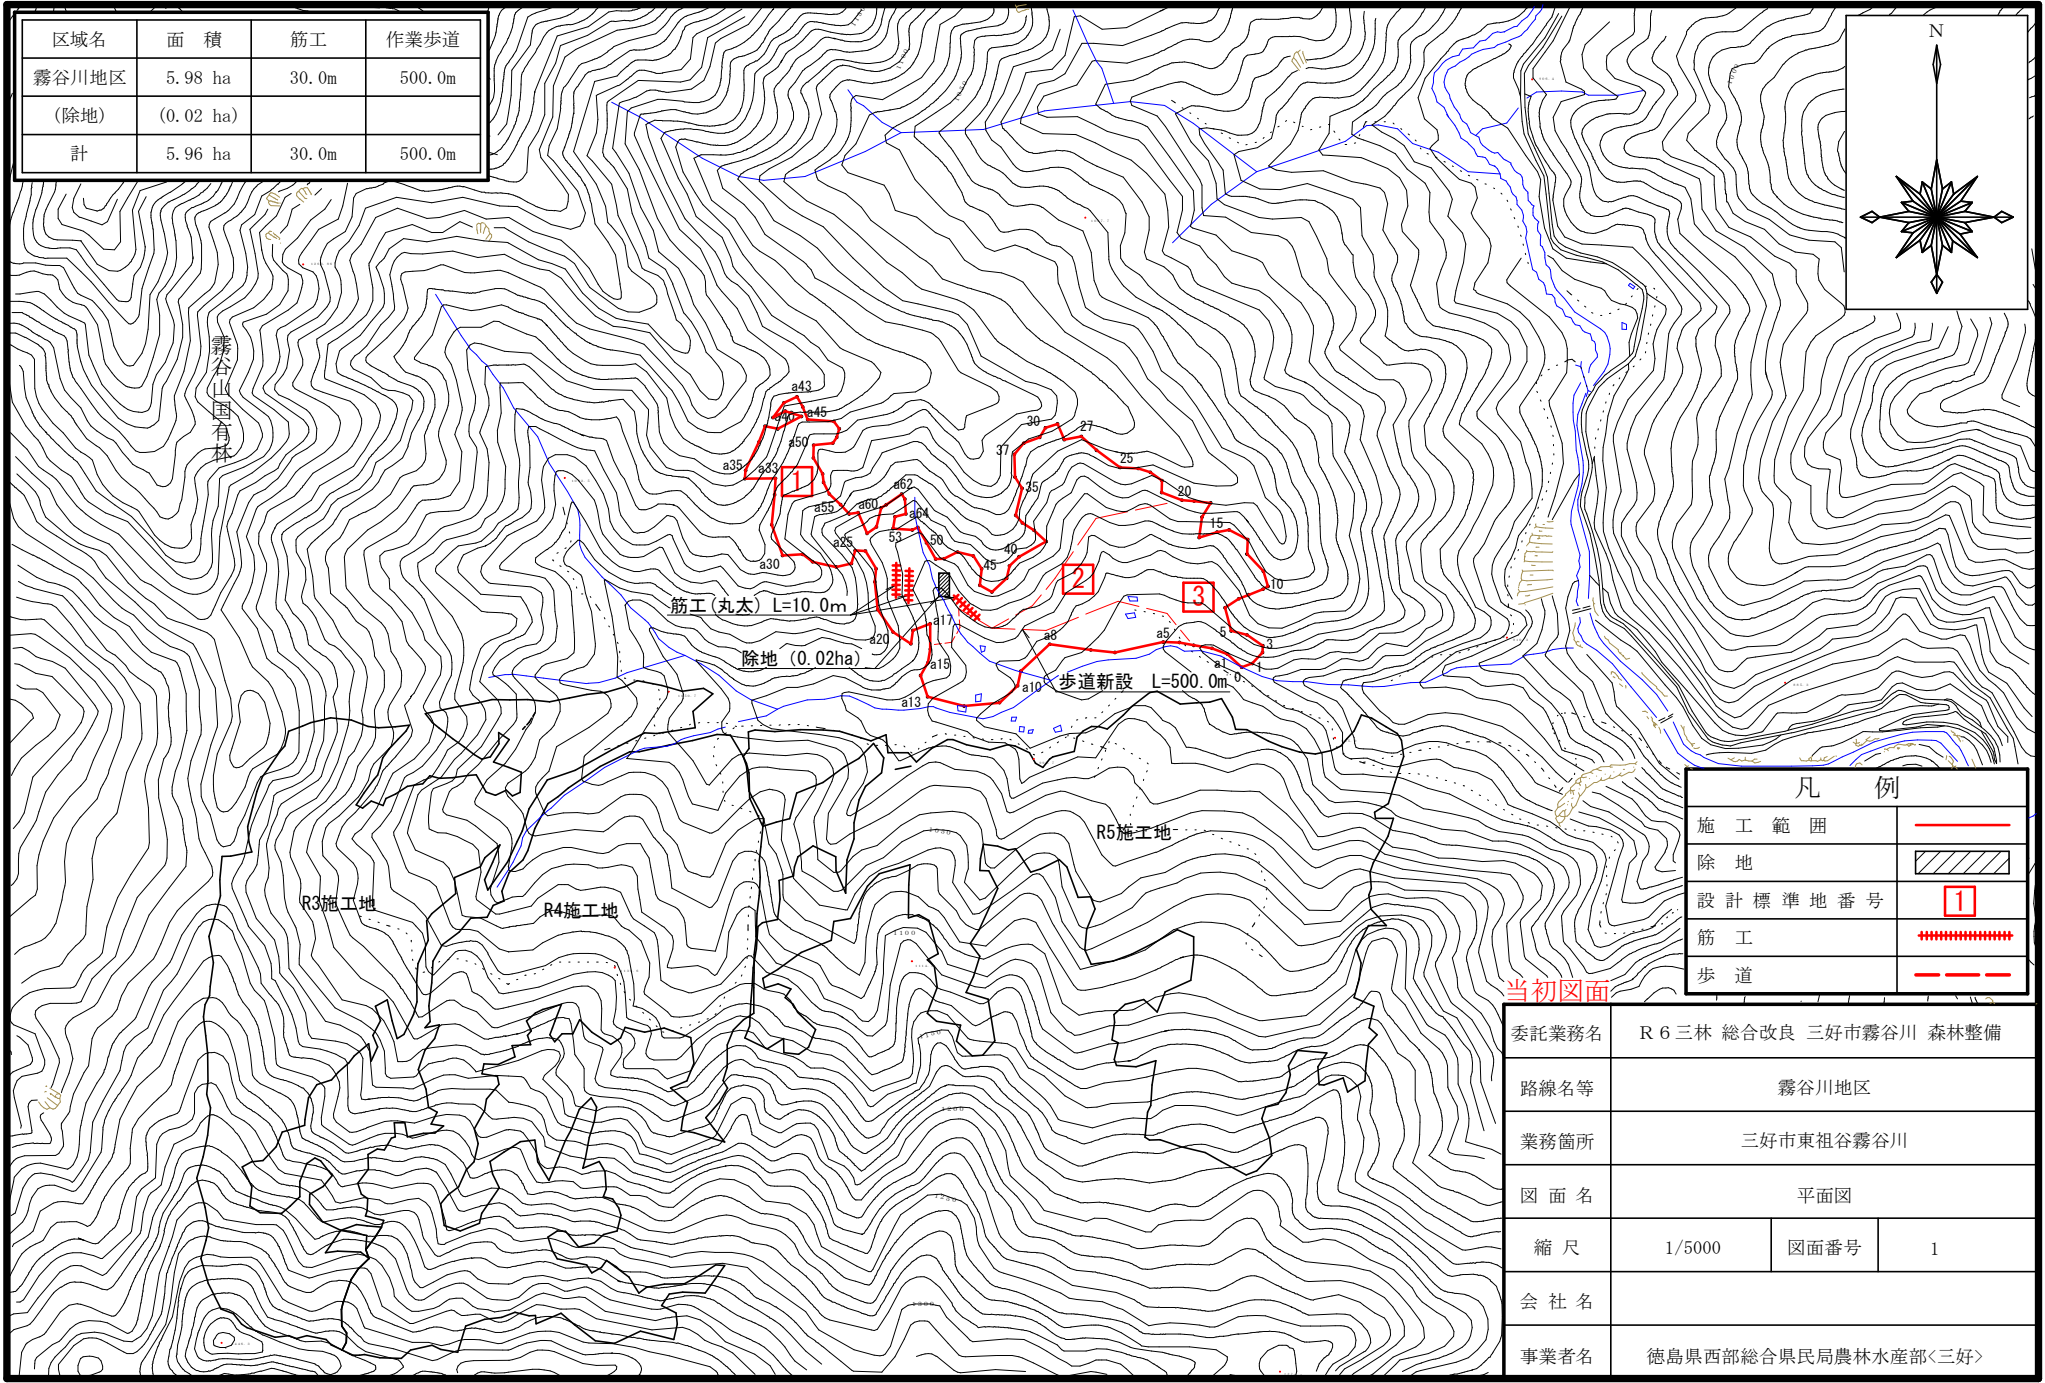 区域名 面 積 筋工 作業歩道
霧谷川地区 5.98 ha 30.0m 500.0m
(除地) (0.02 ha)
計 5.96 ha 30.0m 500.0m
N
霧谷山国有林
a43
a40 a45
a50
a35 a33
1
a55 a60 a62
a64
53 50
a25
a30
30 27
37
25
35
20
15
40
45
10
2
3
筋工(丸太) L=10.0m
a17
a20
除地 (0.02ha)
a15
a13
a10
a8
a5
a1
5
3
1
0
歩道新設 L=500.0m
R3施工地
R4施工地
R5施工地
1050
1100
1150
1200
1250
1300
凡 例
施 工 範 囲
除 地
設 計 標 準 地 番 号 1
筋 工
歩 道
当初図面
委託業務名 R6三林 総合改良 三好市霧谷川 森林整備
路線名等 霧谷川地区
業務箇所 三好市東祖谷霧谷川
図 面 名 平面図
縮 尺 1/5000 図面番号 1
会 社 名
事業者名 徳島県西部総合県民局農林水産部<三好>